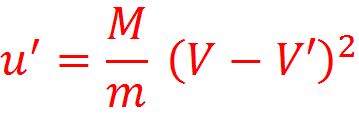 u′ = M/m (V − V′)²